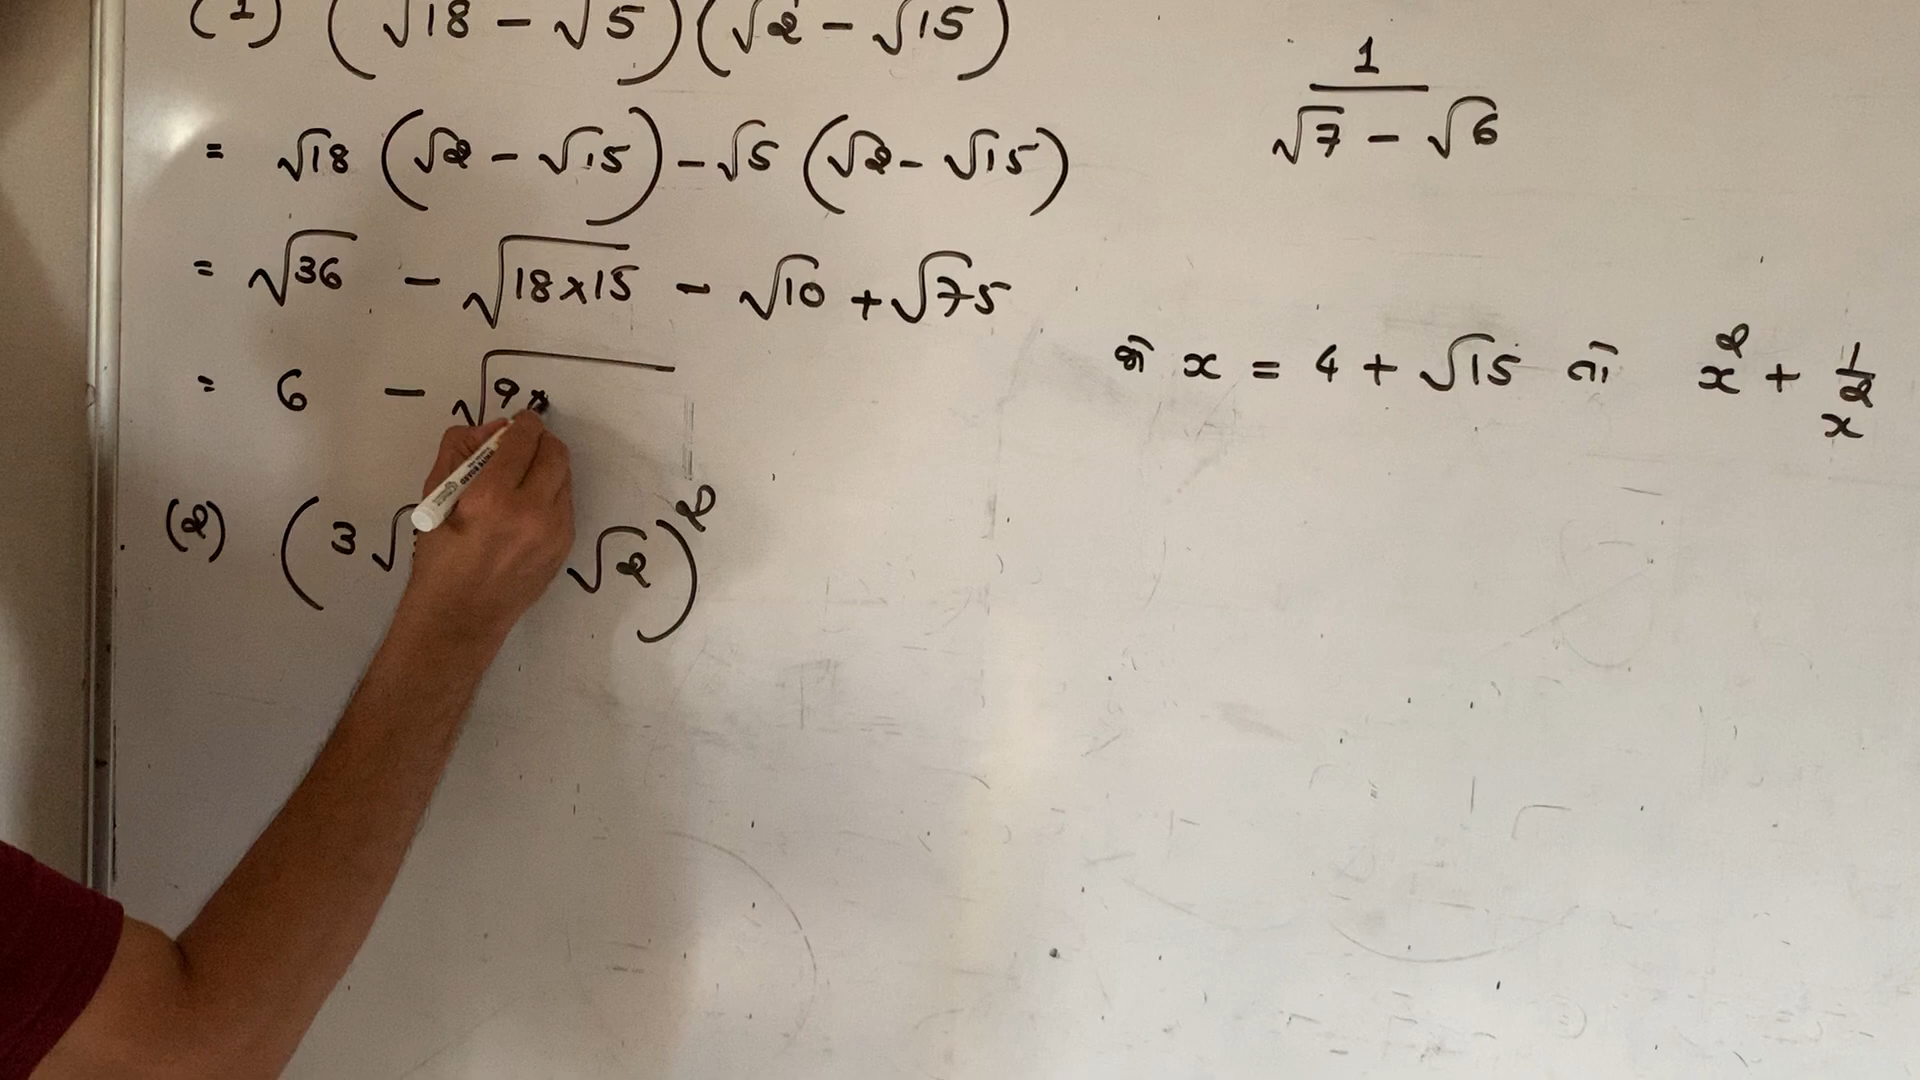 (1) (√18 − √5)(√2 − √15)
= √18 (√2 − √15) − √5 (√2 − √15)
= √36 − √18×15 − √10 + √75
= 6 − √9×
(2) (3√ √2)²
1
√7 − √6
જો x = 4 + √15 તો x² + 1/x²